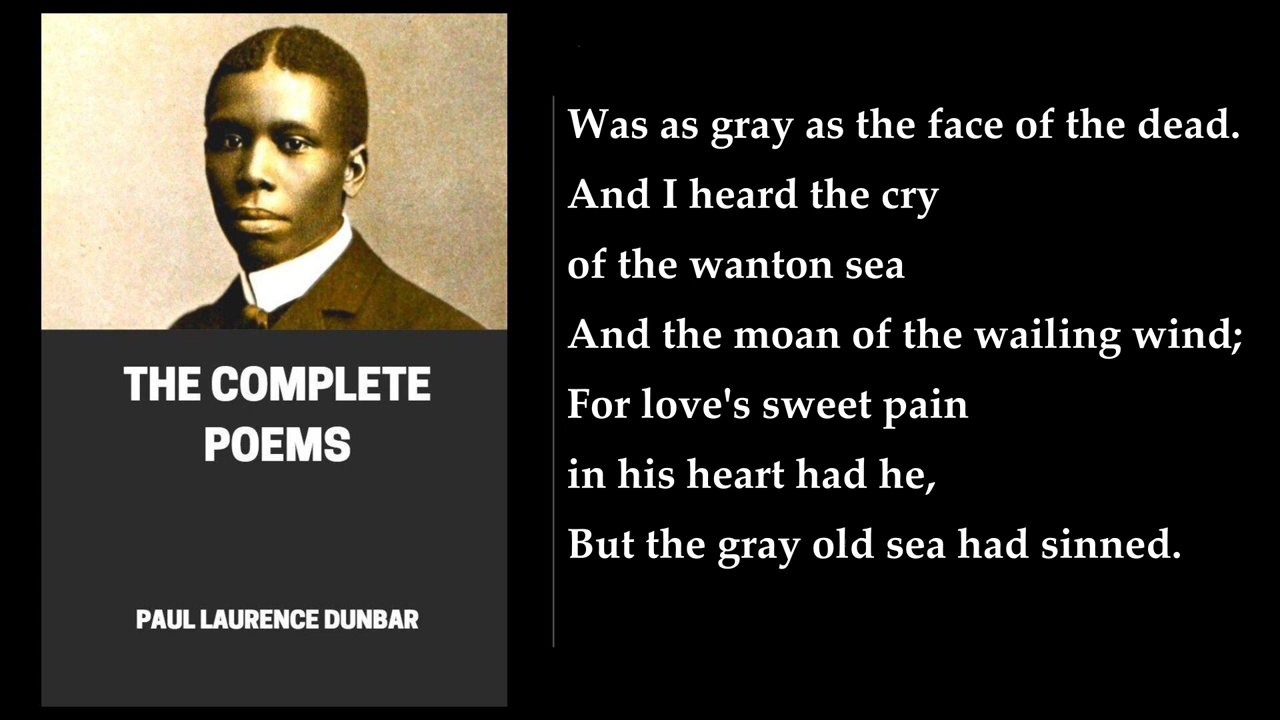 THE COMPLETE
POEMS
PAUL LAURENCE DUNBAR
Was as gray as the face of the dead.
And I heard the cry
of the wanton sea
And the moan of the wailing wind;
For love's sweet pain
in his heart had he,
But the gray old sea had sinned.